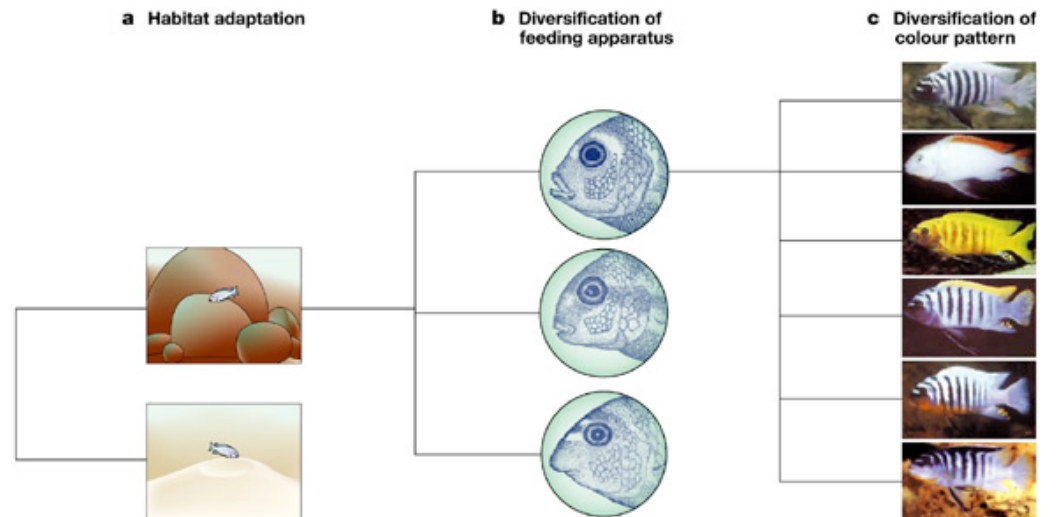 a Habitat adaptation
b Diversification of
feeding apparatus
c Diversification of
colour pattern